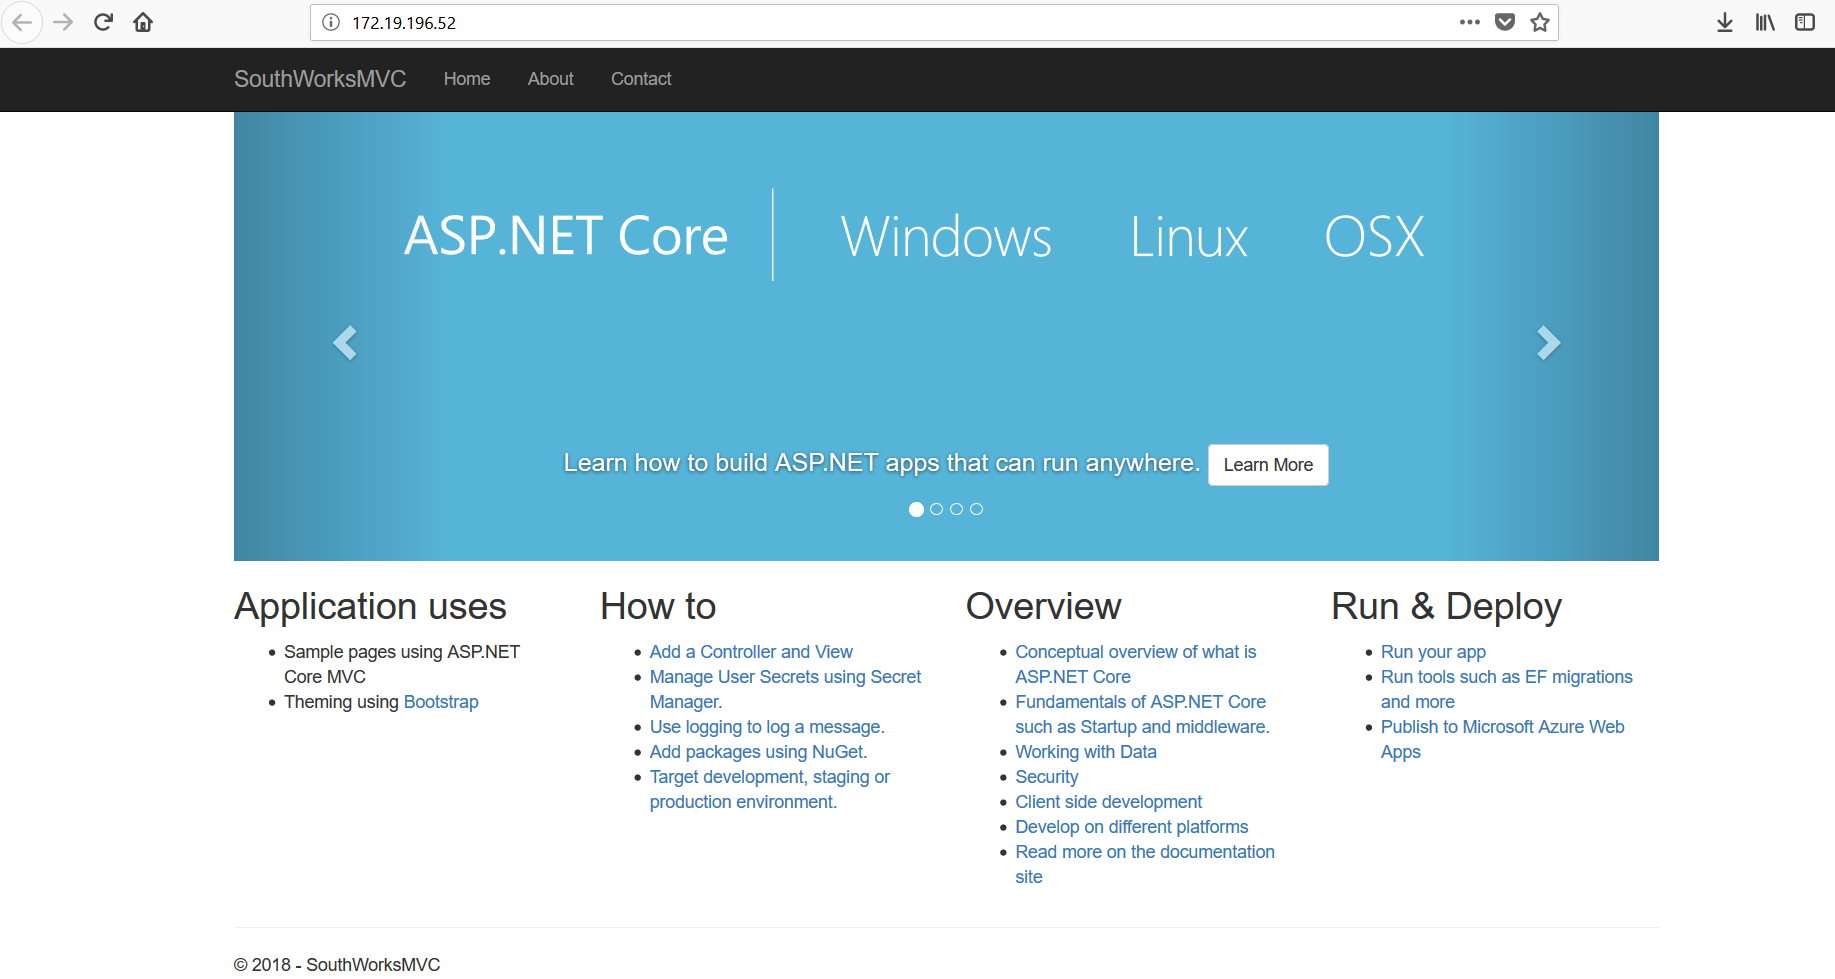 172.19.196.52
SouthWorksMVC Home About Contact
ASP.NET Core Windows Linux OSX
Learn how to build ASP.NET apps that can run anywhere. Learn More
Application uses
Sample pages using ASP.NET
Core MVC
Theming using Bootstrap
How to
Add a Controller and View
Manage User Secrets using Secret
Manager.
Use logging to log a message.
Add packages using NuGet.
Target development, staging or
production environment.
Overview
Conceptual overview of what is
ASP.NET Core
Fundamentals of ASP.NET Core
such as Startup and middleware.
Working with Data
Security
Client side development
Develop on different platforms
Read more on the documentation
site
Run & Deploy
Run your app
Run tools such as EF migrations
and more
Publish to Microsoft Azure Web
Apps
© 2018 - SouthWorksMVC